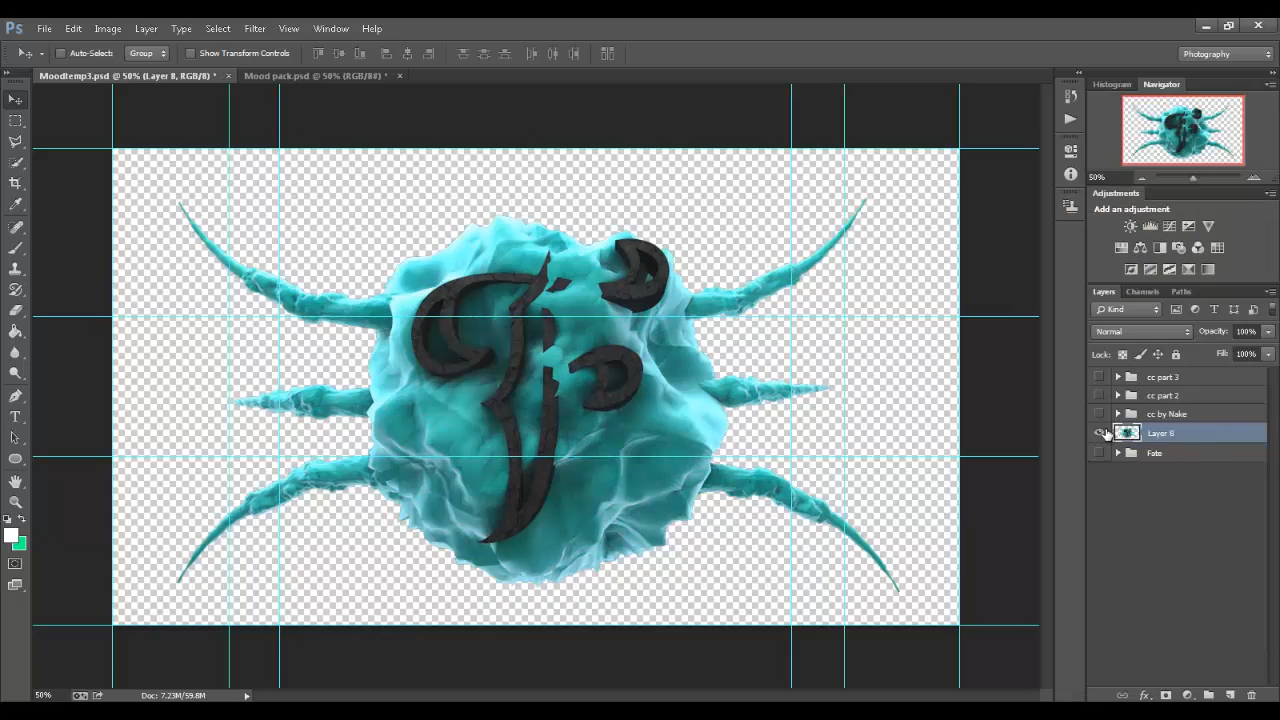 Ps File Edit Image Layer Type Select Filter View Window Help
Auto-Select: Group Show Transform Controls Photography
Moodtemp3.psd @ 50% (Layer 8, RGB/8) * × Mood pack.psd @ 50% (RGB/8#) * ×
Histogram Navigator
50%
Adjustments
Add an adjustment
Layers Channels Paths
Kind
Normal Opacity: 100%
Lock: Fill: 100%
cc part 3
cc part 2
cc by Nake
Layer 8
Fate
50% Doc: 7.23M/59.8M